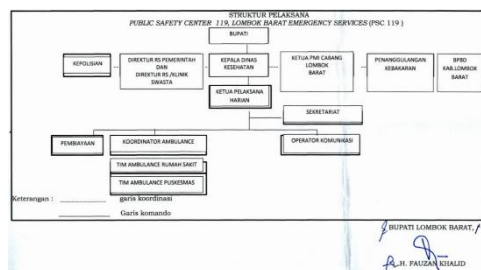 STRUKTUR PELAKSANA
PUBLIC SAFETY CENTER 119, LOMBOK BARAT EMERGENCY SERVICES (PSC 119 )
BUPATI
KEPOLISIAN
DIREKTUR RS PEMERINTAH
DAN
DIREKTUR RS /KLINIK
SWASTA
KEPALA DINAS
KESEHATAN
KETUA PMI CABANG
LOMBOK
BARAT
PENANGGULANGAN
KEBAKARAN
BPBD
KAB.LOMBOK
BARAT
KETUA PELAKSANA
HARIAN
SEKRETARIAT
PEMBIAYAAN
KOORDINATOR AMBULANCE
OPERATOR KOMUNIKASI
TIM AMBULANCE RUMAH SAKIT
TIM AMBULANCE PUSKESMAS
Keterangan : garis koordinasi
Garis komando
BUPATI LOMBOK BARAT,
H. FAUZAN KHALID